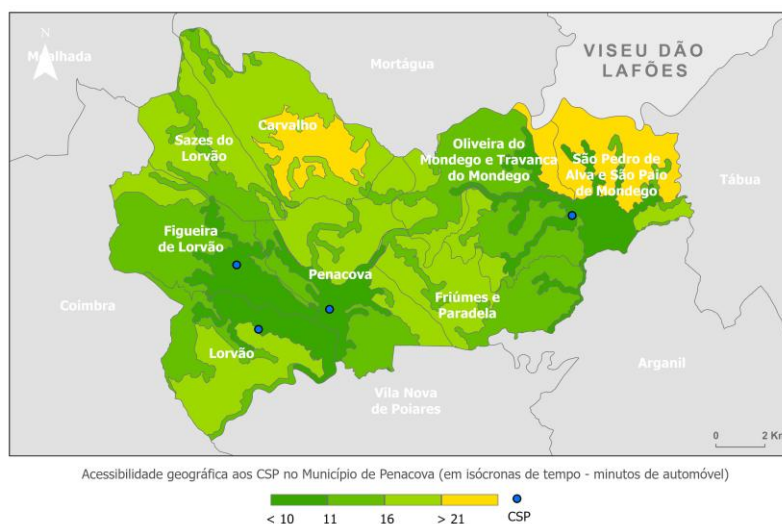 N
Mealhada
Mortágua
VISEU DÃO
LAFÕES
Carvalho
Sazes do
Lorvão
Oliveira do
Mondego e Travanca
do Mondego
São Pedro de
Alva e São Paio
de Mondego
Tábua
Figueira
de Lorvão
Penacova
Coimbra
Friúmes e
Paradela
Lorvão
Arganil
Vila Nova
de Poiares
0 2 Km
Acessibilidade geográfica aos CSP no Município de Penacova (em isócronas de tempo - minutos de automóvel)
< 10 11 16 > 21 CSP